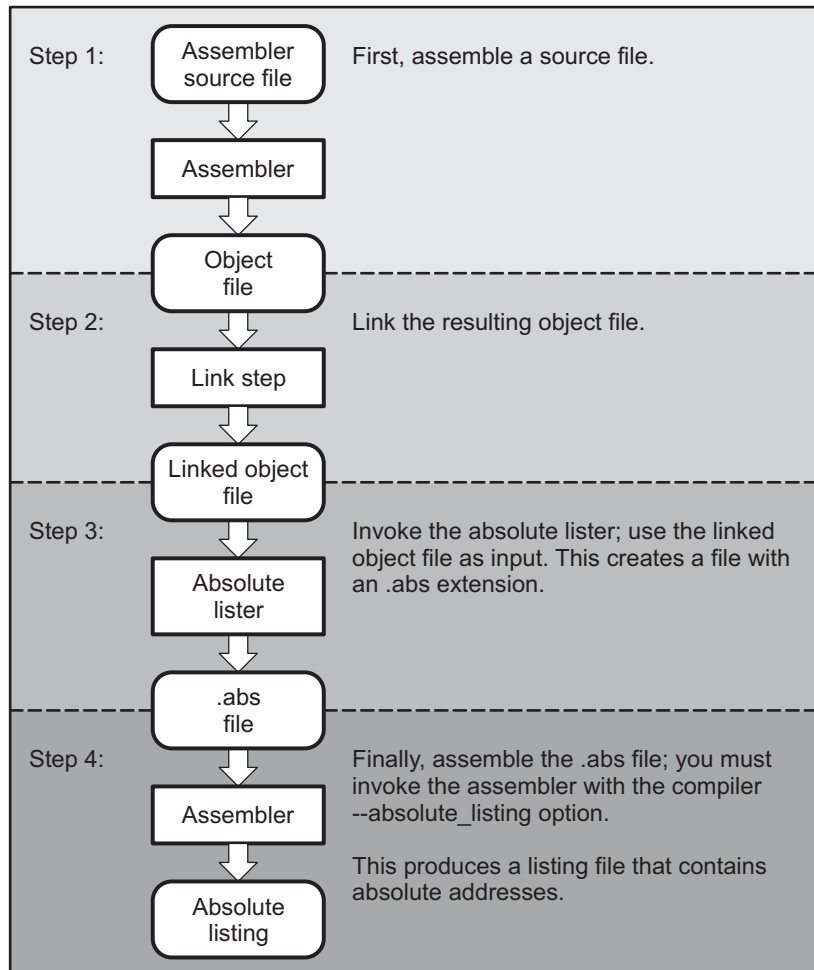 Step 1:
Assembler
source file
First, assemble a source file.
Assembler
Object
file
Step 2:
Link the resulting object file.
Link step
Linked object
file
Step 3:
Invoke the absolute lister; use the linked
object file as input. This creates a file with
an .abs extension.
Absolute
lister
.abs
file
Step 4:
Finally, assemble the .abs file; you must
invoke the assembler with the compiler
--absolute_listing option.
Assembler
This produces a listing file that contains
absolute addresses.
Absolute
listing